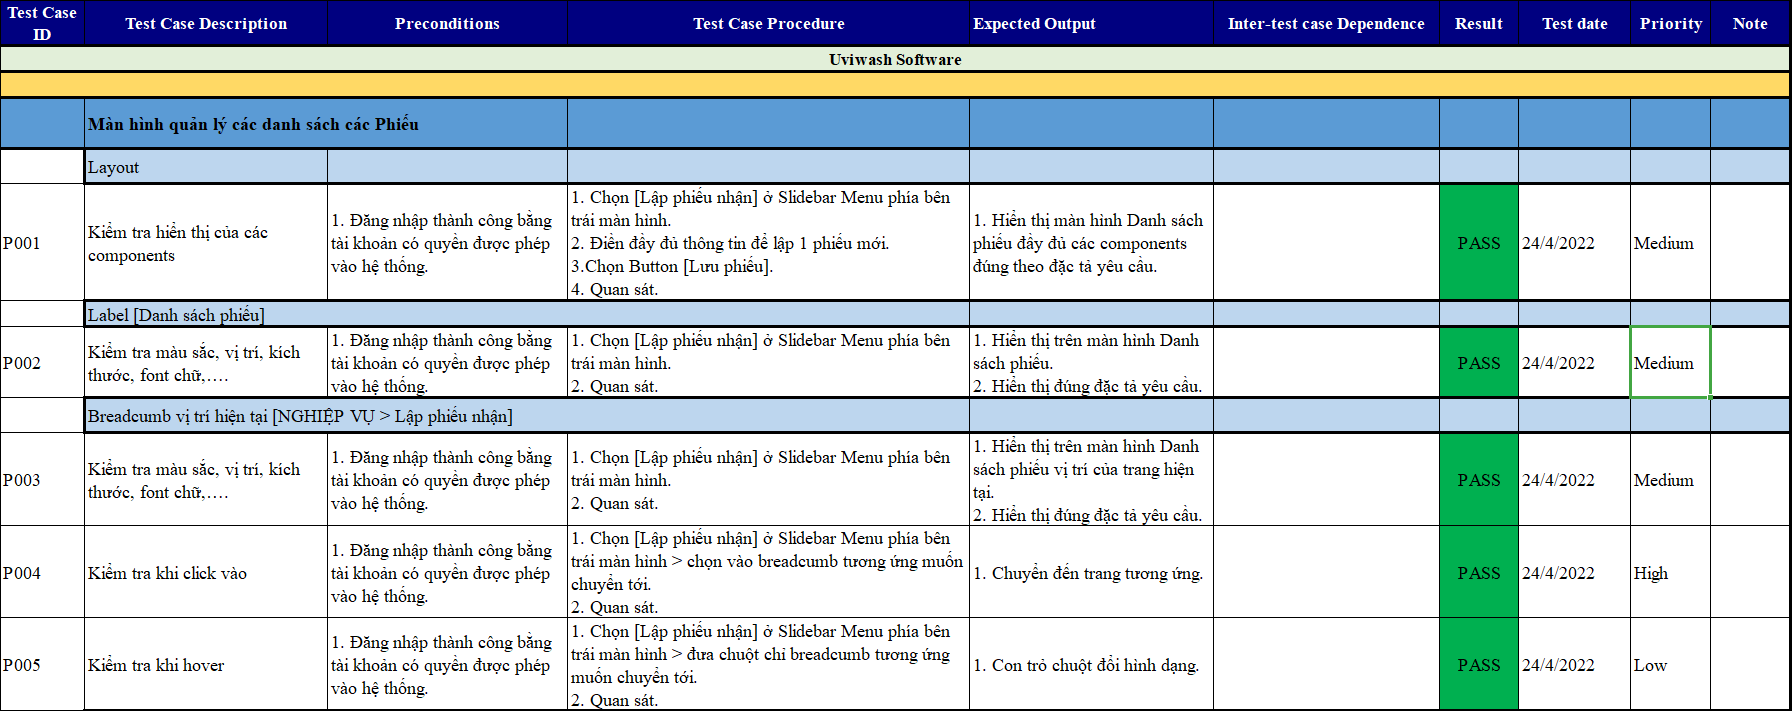 Test Case ID Test Case Description Preconditions Test Case Procedure Expected Output Inter-test case Dependence Result Test date Priority Note
Uviwash Software
Màn hình quản lý các danh sách các Phiếu
Layout
P001
Kiểm tra hiển thị của các
components
1. Đăng nhập thành công bằng
tài khoản có quyền được phép
vào hệ thống.
1. Chọn [Lập phiếu nhận] ở Slidebar Menu phía bên
trái màn hình.
2. Điền đầy đủ thông tin để lập 1 phiếu mới.
3.Chọn Button [Lưu phiếu].
4. Quan sát.
1. Hiển thị màn hình Danh sách
phiếu đầy đủ các components
đúng theo đặc tả yêu cầu.
PASS
24/4/2022
Medium
Label [Danh sách phiếu]
P002
Kiểm tra màu sắc, vị trí, kích
thước, font chữ,….
1. Đăng nhập thành công bằng
tài khoản có quyền được phép
vào hệ thống.
1. Chọn [Lập phiếu nhận] ở Slidebar Menu phía bên
trái màn hình.
2. Quan sát.
1. Hiển thị trên màn hình Danh
sách phiếu.
2. Hiển thị đúng đặc tả yêu cầu.
PASS
24/4/2022
Medium
Breadcumb vị trí hiện tại [NGHIỆP VỤ > Lập phiếu nhận]
P003
Kiểm tra màu sắc, vị trí, kích
thước, font chữ,….
1. Đăng nhập thành công bằng
tài khoản có quyền được phép
vào hệ thống.
1. Chọn [Lập phiếu nhận] ở Slidebar Menu phía bên
trái màn hình.
2. Quan sát.
1. Hiển thị trên màn hình Danh
sách phiếu vị trí của trang hiện
tại.
2. Hiển thị đúng đặc tả yêu cầu.
PASS
24/4/2022
Medium
P004
Kiểm tra khi click vào
1. Đăng nhập thành công bằng
tài khoản có quyền được phép
vào hệ thống.
1. Chọn [Lập phiếu nhận] ở Slidebar Menu phía bên
trái màn hình > chọn vào breadcumb tương ứng muốn
chuyển tới.
2. Quan sát.
1. Chuyển đến trang tương ứng.
PASS
24/4/2022
High
P005
Kiểm tra khi hover
1. Đăng nhập thành công bằng
tài khoản có quyền được phép
vào hệ thống.
1. Chọn [Lập phiếu nhận] ở Slidebar Menu phía bên
trái màn hình > đưa chuột chỉ breadcumb tương ứng
muốn chuyển tới.
2. Quan sát.
1. Con trỏ chuột đổi hình dạng.
PASS
24/4/2022
Low